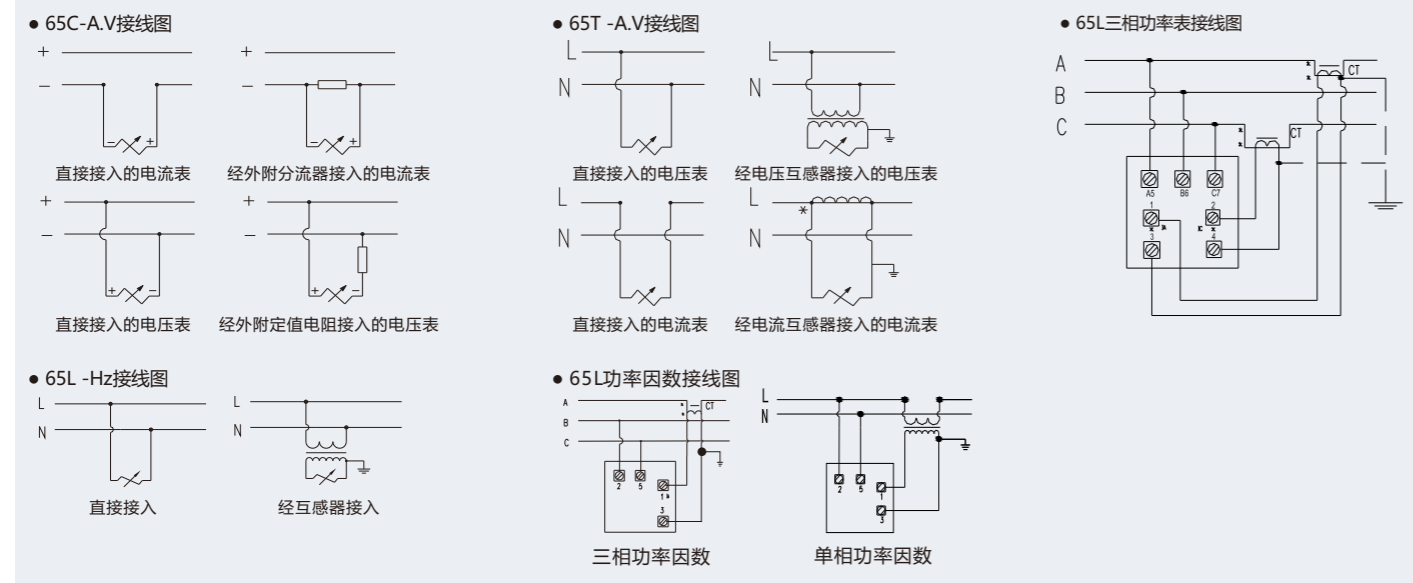 ● 65C-A.V接线图
+
+
−
−
− +
− +
直接接入的电流表
经外附分流器接入的电流表
+
+
−
−
+ −
+ −
直接接入的电压表
经外附定值电阻接入的电压表
● 65T -A.V接线图
L
L
N
N
直接接入的电压表
经电压互感器接入的电压表
L
L
*
N
N
直接接入的电流表
经电流互感器接入的电流表
● 65L三相功率表接线图
A
CT
B
C
CT
A5
B6
C7
1
2
3
4
● 65L -Hz接线图
L
L
N
N
直接接入
经互感器接入
● 65L功率因数接线图
A
CT
B
C
2
5
1*
3
三相功率因数
L
N
2
5
1
3
单相功率因数